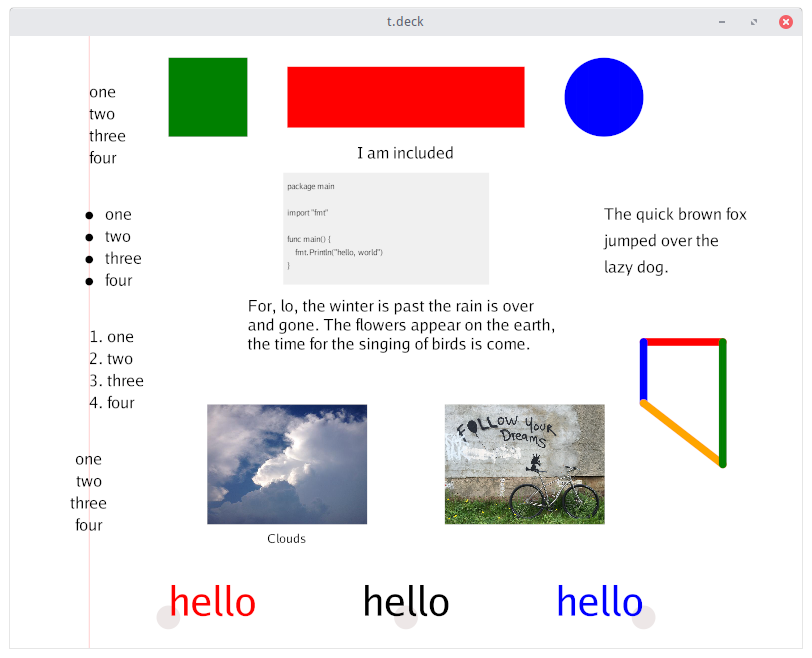 t.deck
one
two
three
four
I am included
package main
import "fmt"
func main() {
fmt.Println("hello, world")
}
● one
● two
● three
● four
The quick brown fox
jumped over the
lazy dog.
For, lo, the winter is past the rain is over
and gone. The flowers appear on the earth,
the time for the singing of birds is come.
1. one
2. two
3. three
4. four
one
two
three
four
FOLLOW YOUR
DREAMS
Clouds
hello
hello
hello